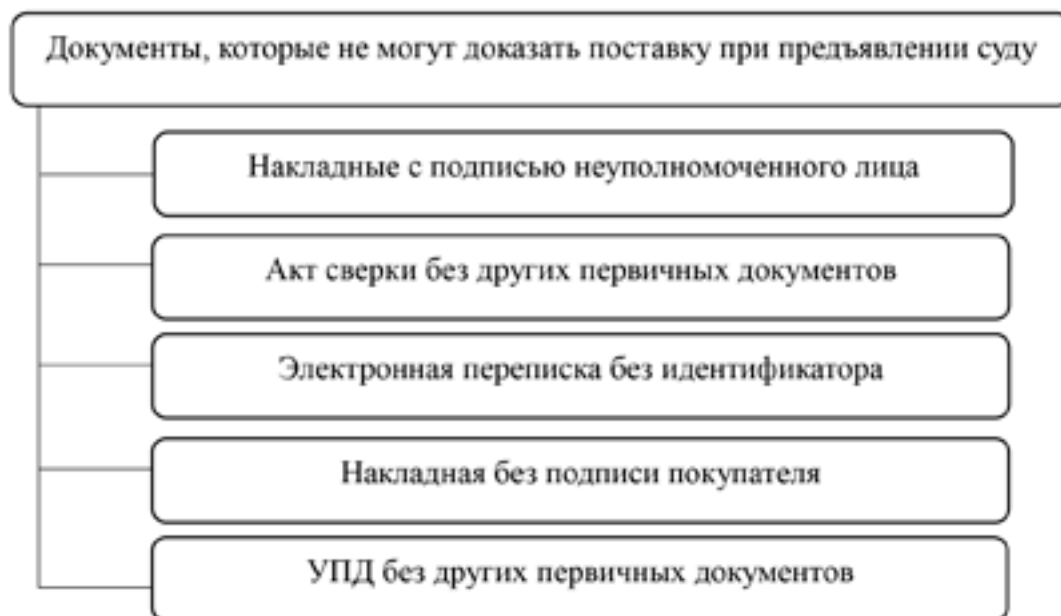 Документы, которые не могут доказать поставку при предъявлении суду
Накладные с подписью неуполномоченного лица
Акт сверки без других первичных документов
Электронная переписка без идентификатора
Накладная без подписи покупателя
УПД без других первичных документов